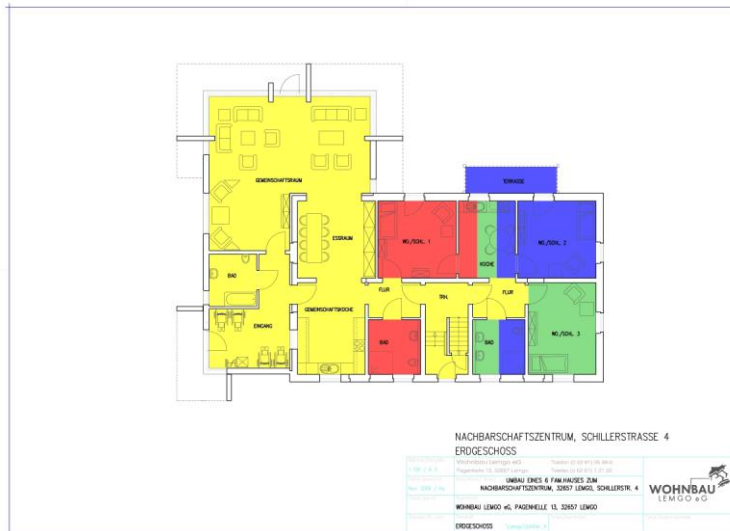 TERRASSE
GEMEINSCHAFTSRAUM
ESSRAUM
WO./SCHL. 1
KÜCHE
WO./SCHL. 2
BAD
FLUR
TRH.
FLUR
GEMEINSCHAFTSKÜCHE
EINGANG
BAD
BAD
WO./SCHL. 3
NACHBARSCHAFTSZENTRUM, SCHILLERSTRASSE 4
ERDGESCHOSS
UMBAU EINES 6 FAM.HAUSES ZUM
NACHBARSCHAFTSZENTRUM, 32657 LEMGO, SCHILLERSTR. 4
WOHNBAU LEMGO eG, PAGENHELLE 13, 32657 LEMGO
WOHNBAU
LEMGO eG
ERDGESCHOSS